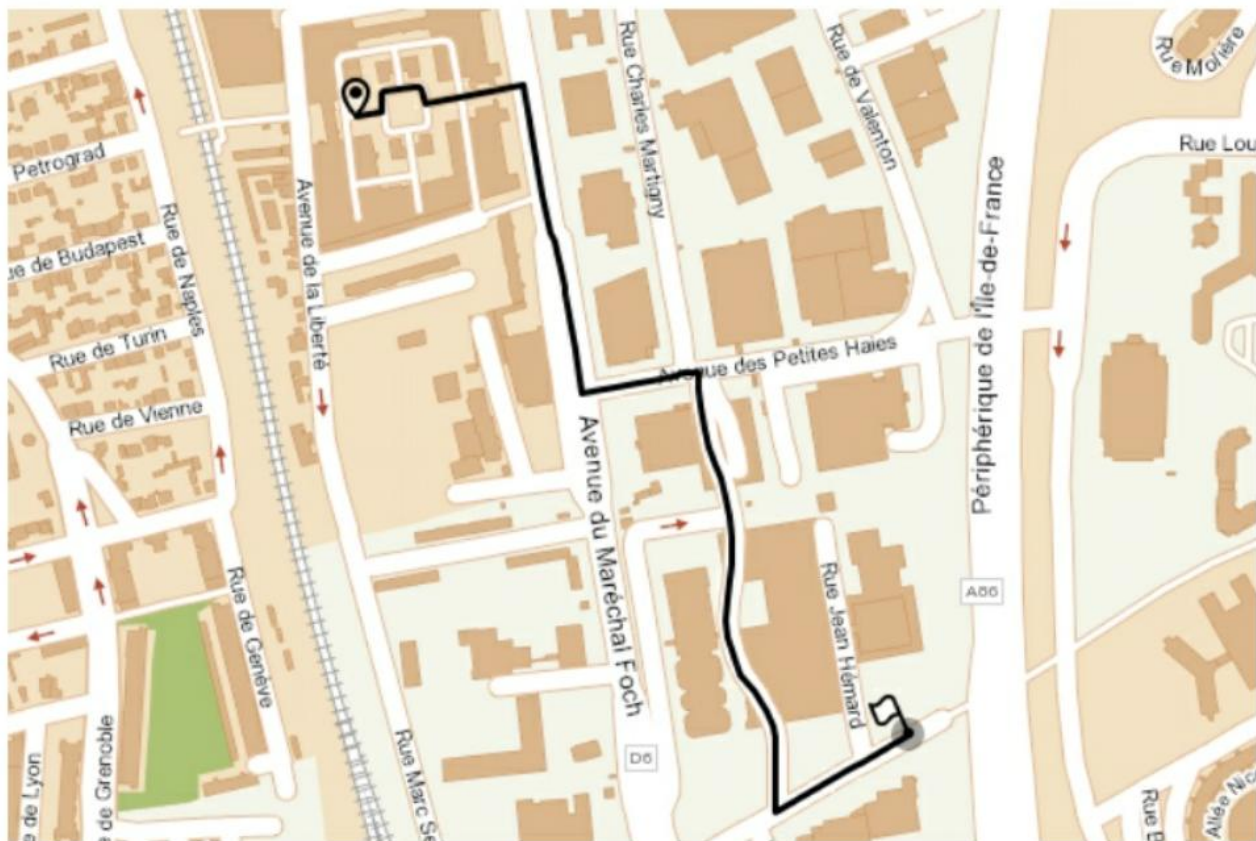 Rue Molière
Rue Charles Martigny
Rue de Valenton
Rue Lou
Petrograd
Périphérique de l'Île-de-France
Avenue de la Liberté
Rue de Naples
ue de Budapest
Rue de Turin
Avenue des Petites Haies
Rue de Vienne
Avenue du Maréchal Foch
Rue de Genève
Rue Jean Hémard
A86
e de Grenoble
D6
Rue Marc Se
e de Lyon
Rue B
Allée Nic